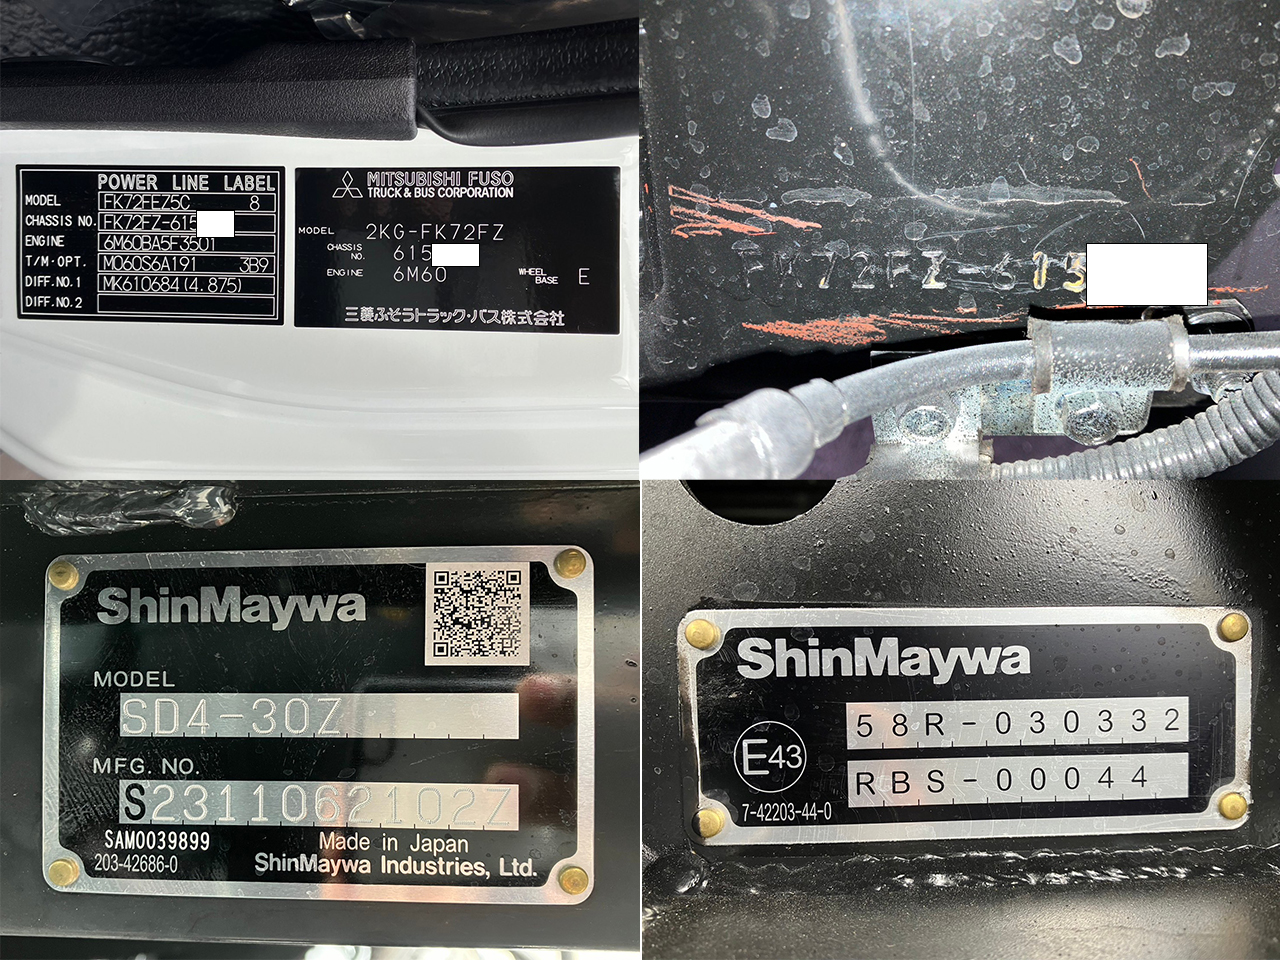 POWER LINE LABEL
MODEL FK72FEZ5C 8
CHASSIS NO. FK72FZ-615
ENGINE 6M60BA5F3501
T/M·OPT. M060S6A191 3B9
DIFF.NO.1 MK610684(4.875)
DIFF.NO.2
MITSUBISHI FUSO
TRUCK & BUS CORPORATION
MODEL 2KG-FK72FZ
CHASSIS NO. 615
ENGINE 6M60 WHEEL BASE E
三菱ふそうトラック・バス株式会社
FK72FZ-615
ShinMaywa
MODEL
SD4-30Z
MFG. NO.
S2311062102Z
SAM0039899
203-42686-0
Made in Japan
ShinMaywa Industries, Ltd.
ShinMaywa
E43
58R-030332
RBS-00044
7-42203-44-0